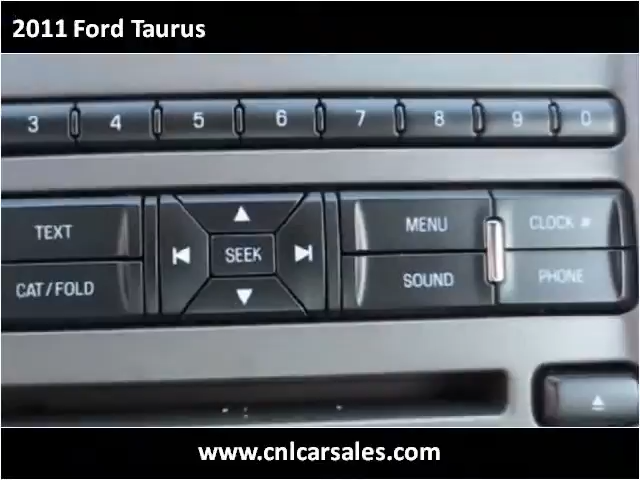 2011 Ford Taurus
3 4 5 6 7 8 9 0
TEXT SEEK MENU CLOCK
CAT/FOLD SOUND PHONE
www.cnlcarsales.com